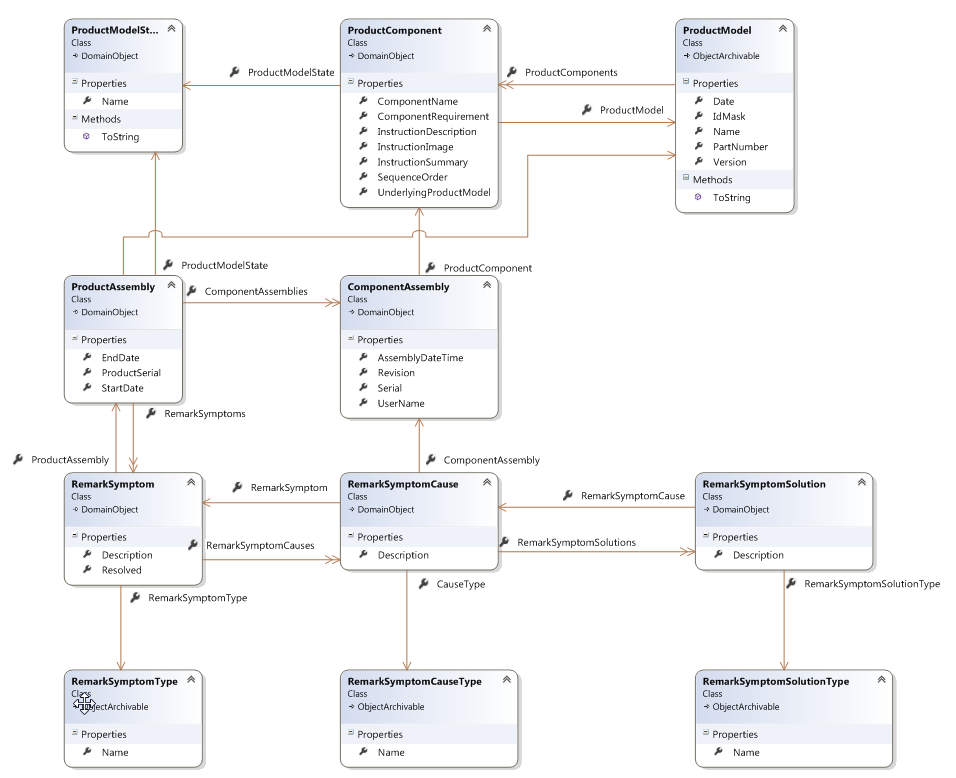 ProductModelSt...
Class
DomainObject
Properties
Name
Methods
ToString
ProductModelState
ProductComponent
Class
DomainObject
Properties
ComponentName
ComponentRequirement
InstructionDescription
InstructionImage
InstructionSummary
SequenceOrder
UnderlyingProductModel
ProductComponents
ProductModel
ProductModel
Class
ObjectArchivable
Properties
Date
IdMask
Name
PartNumber
Version
Methods
ToString
ProductModelState
ProductComponent
ProductAssembly
Class
DomainObject
Properties
EndDate
ProductSerial
StartDate
ComponentAssemblies
ComponentAssembly
Class
DomainObject
Properties
AssemblyDateTime
Revision
Serial
UserName
RemarkSymptoms
ProductAssembly
ComponentAssembly
RemarkSymptom
Class
DomainObject
Properties
Description
Resolved
RemarkSymptom
RemarkSymptomCauses
RemarkSymptomCause
Class
DomainObject
Properties
Description
RemarkSymptomCause
RemarkSymptomSolutions
RemarkSymptomSolution
Class
DomainObject
Properties
Description
RemarkSymptomType
CauseType
RemarkSymptomSolutionType
RemarkSymptomType
Class
ObjectArchivable
Properties
Name
RemarkSymptomCauseType
Class
ObjectArchivable
Properties
Name
RemarkSymptomSolutionType
Class
ObjectArchivable
Properties
Name